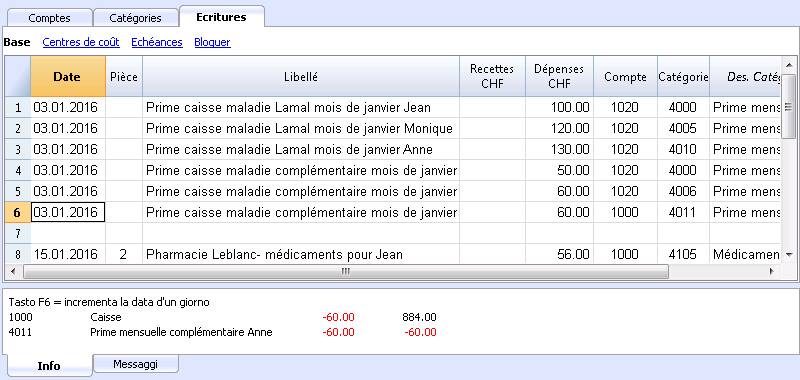 Comptes Catégories Ecritures
Base Centres de coût Echéances Bloquer
Date Pièce Libellé Recettes CHF Dépenses CHF Compte Catégorie Des. Catég
1 03.01.2016 Prime caisse maladie Lamal mois de janvier Jean 100.00 1020 4000 Prime mens
2 03.01.2016 Prime caisse maladie Lamal mois de janvier Monique 120.00 1020 4005 Prime mens
3 03.01.2016 Prime caisse maladie Lamal mois de janvier Anne 130.00 1020 4010 Prime mens
4 03.01.2016 Prime caisse maladie complémentaire mois de janvier 50.00 1020 4000 Prime mens
5 03.01.2016 Prime caisse maladie complémentaire mois de janvier 60.00 1020 4006 Prime mens
6 03.01.2016 Prime caisse maladie complémentaire mois de janvier 60.00 1000 4011 Prime mens
7
8 15.01.2016 2 Pharmacie Leblanc- médicaments pour Jean 56.00 1000 4105 Médicamen
Tasto F6 = incrementa la data d'un giorno
1000 Caisse -60.00 884.00
4011 Prime mensuelle complémentaire Anne -60.00 -60.00
Info Messaggi